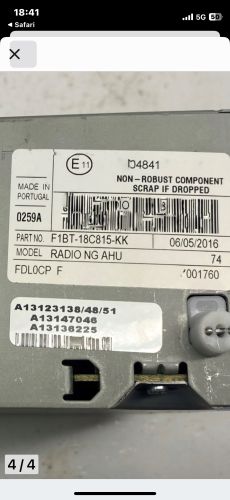 18:41
5G 59
Safari
E11
04841
NON - ROBUST COMPONENT
SCRAP IF DROPPED
MADE IN
PORTUGAL
0259A
PART NO. F1BT-18C815-KK 06/05/2016
MODEL RADIO NG AHU 74
FDL0CP F *001760
A13123138/48/51
A13147046
A13136225
4/4